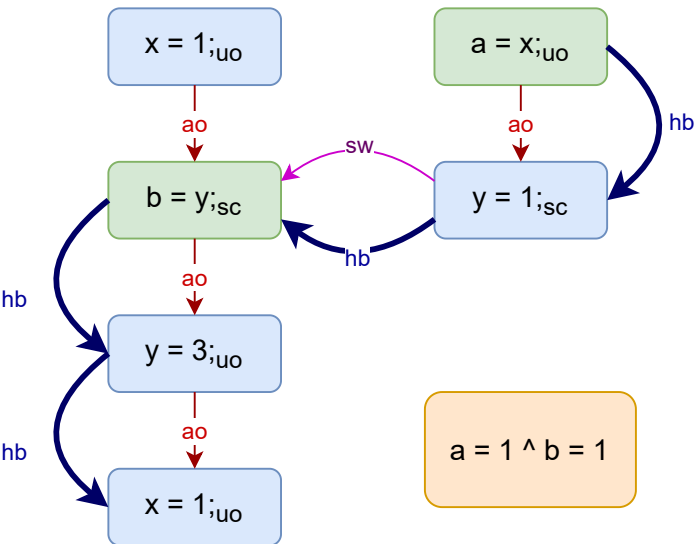 x = 1;uo
a = x;uo
ao
ao
hb
sw
b = y;sc
y = 1;sc
hb
ao
hb
y = 3;uo
ao
hb
a = 1 ^ b = 1
x = 1;uo